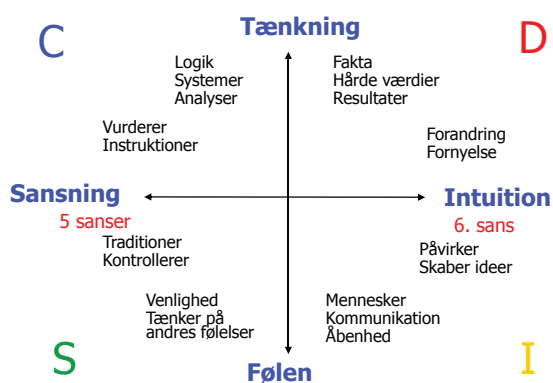 C
Tænkning
D
Logik
Systemer
Analyser
Fakta
Hårde værdier
Resultater
Vurderer
Instruktioner
Forandring
Fornyelse
Sansning
5 sanser
Intuition
6. sans
Traditioner
Kontrollerer
Påvirker
Skaber ideer
Venlighed
Tænker på
andres følelser
Mennesker
Kommunikation
Åbenhed
S
Følen
I